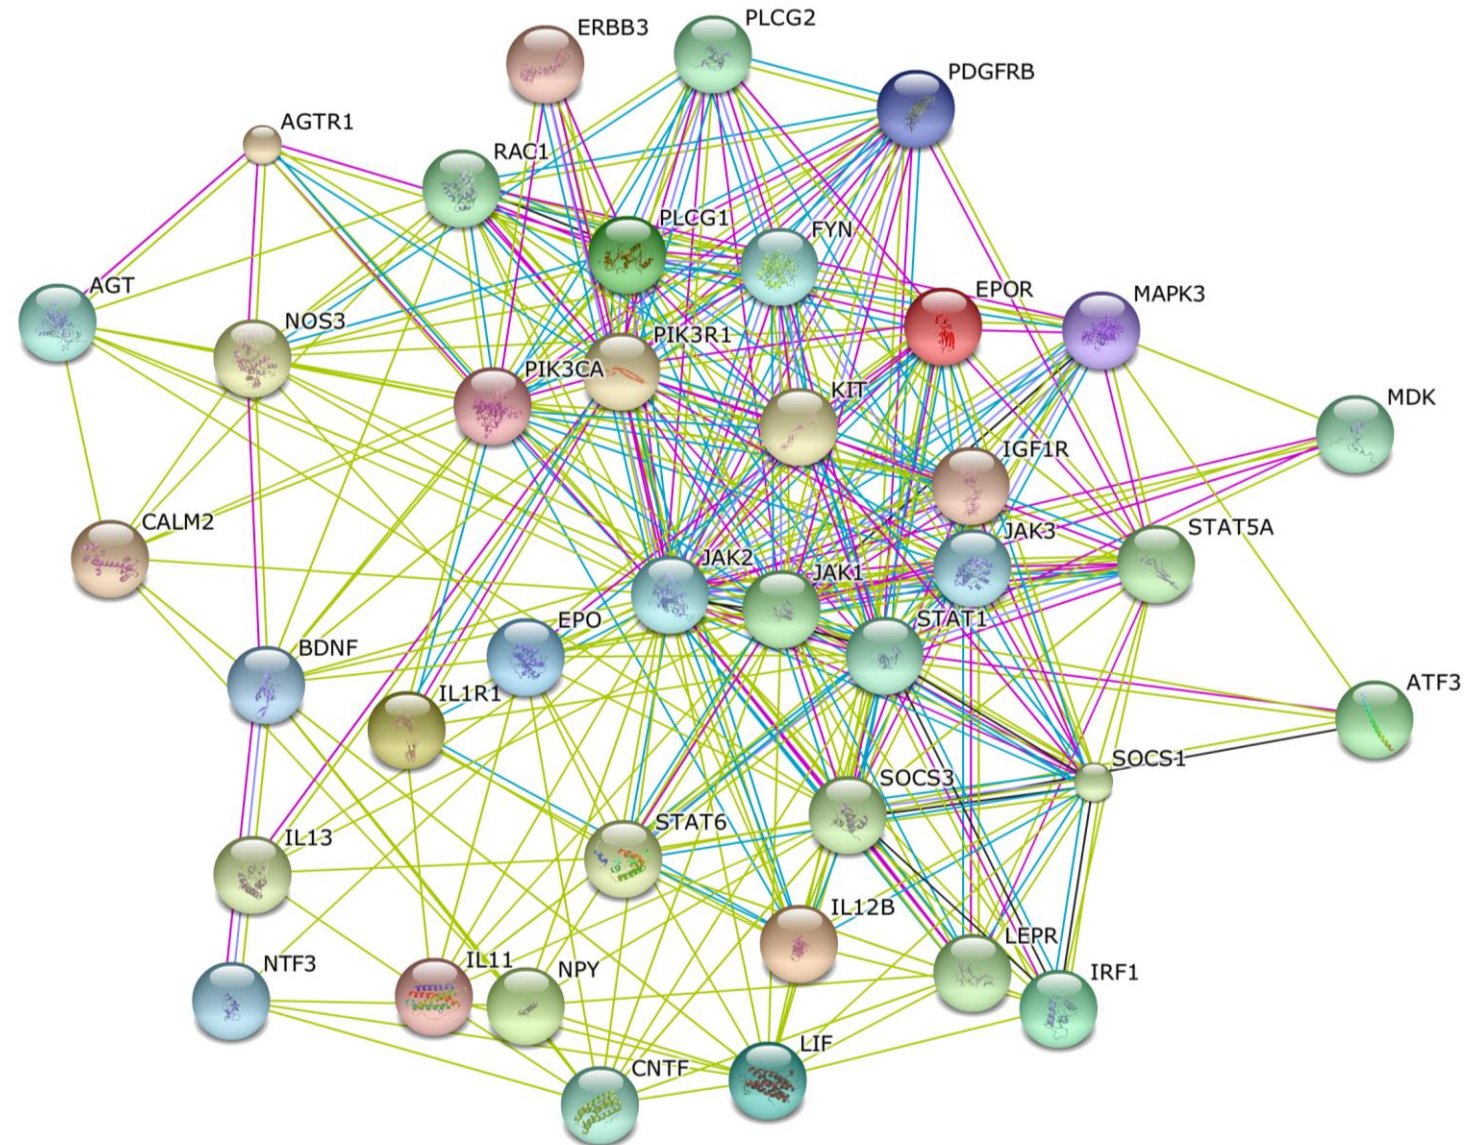 ERBB3
PLCG2
PDGFRB
AGTR1
RAC1
PLCG1
FYN
AGT
NOS3
EPOR
MAPK3
PIK3R1
PIK3CA
KIT
MDK
IGF1R
CALM2
JAK3
STAT5A
JAK2
JAK1
EPO
STAT1
BDNF
IL1R1
ATF3
SOCS1
SOCS3
STAT6
IL13
IL12B
LEPR
NTF3
IL11
NPY
IRF1
LIF
CNTF